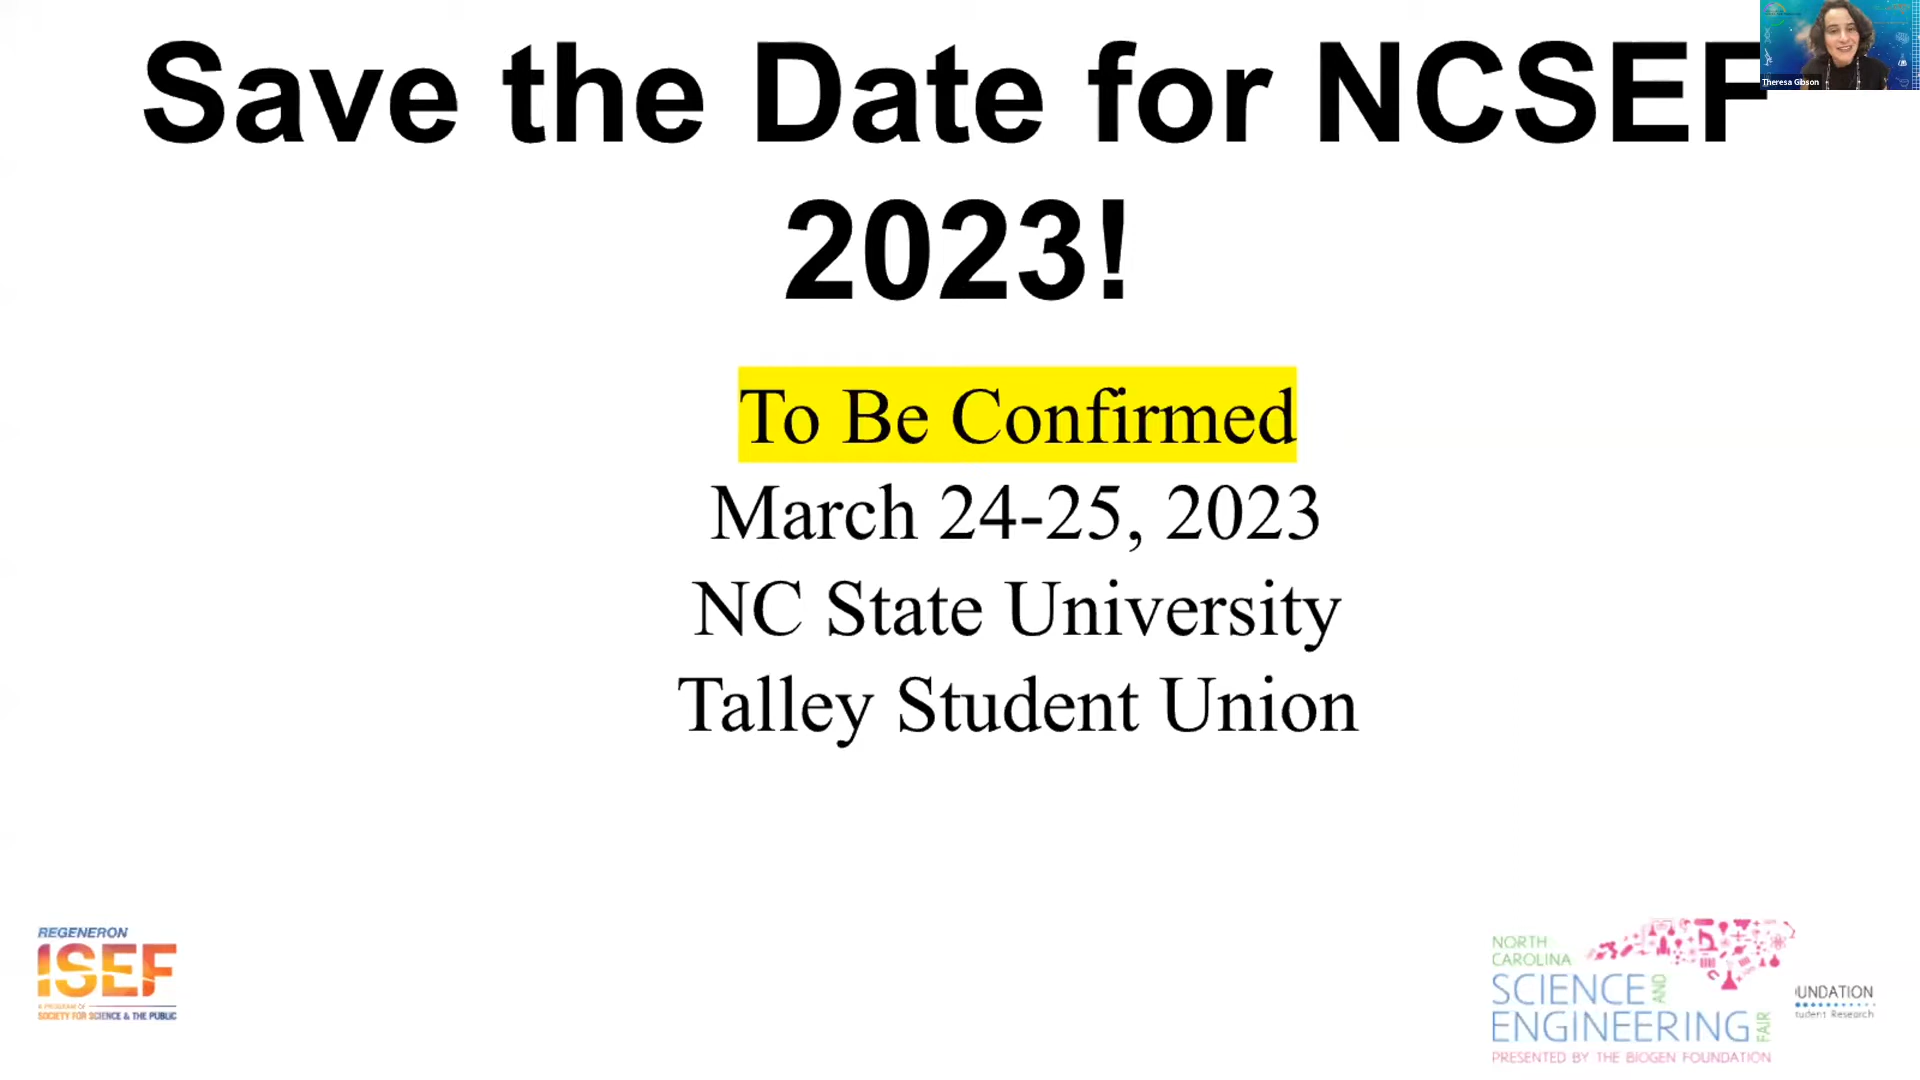 Save the Date for NCSEF
2023!
Theresa Gibson
To Be Confirmed
March 24-25, 2023
NC State University
Talley Student Union
REGENERON
ISEF
A PROGRAM OF
SOCIETY FOR SCIENCE & THE PUBLIC
NORTH
CAROLINA
SCIENCE AND
ENGINEERING FAIR
PRESENTED BY THE BIOGEN FOUNDATION
UNDATION
tudent Research